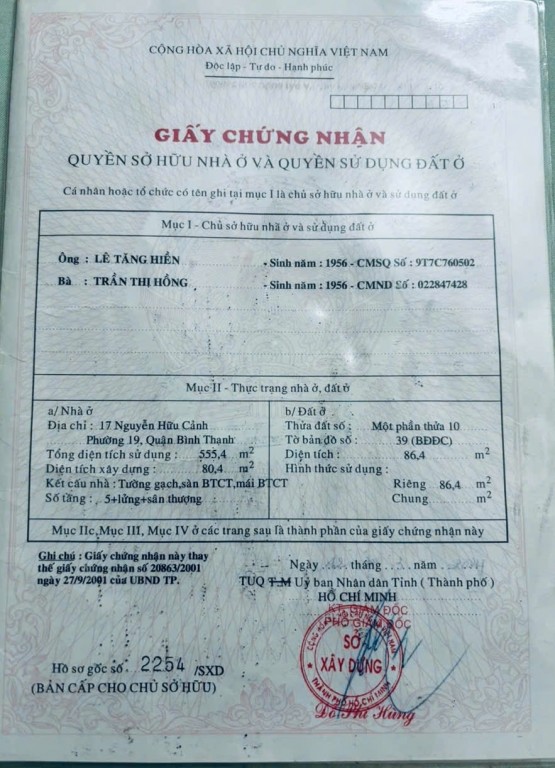 CỘNG HÒA XÃ HỘI CHỦ NGHĨA VIỆT NAM
Độc lập - Tự do - Hạnh phúc
GIẤY CHỨNG NHẬN
QUYỀN SỞ HỮU NHÀ Ở VÀ QUYỀN SỬ DỤNG ĐẤT Ở
Cá nhân hoặc tổ chức có tên ghi tại mục I là chủ sở hữu nhà ở và sử dụng đất ở
Mục I - Chủ sở hữu nhà ở và sử dụng đất ở
Ông : LÊ TĂNG HIỂN - Sinh năm : 1956 - CMSQ Số : 9T7C760502
Bà : TRẦN THỊ HỒNG - Sinh năm : 1956 - CMND Số : 022847428
Mục II - Thực trạng nhà ở, đất ở
a/ Nhà ở
Địa chỉ : 17 Nguyễn Hữu Cảnh
Phường 19, Quận Bình Thạnh
Tổng diện tích sử dụng : 555,4 m2
Diện tích xây dựng : 80,4 m2
Kết cấu nhà : Tường gạch,sàn BTCT,mái BTCT
Số tầng : 5+lửng+sân thượng
b/ Đất ở
Thửa đất số : Một phần thửa 10
Tờ bản đồ số : 39 (BĐĐC)
Diện tích : 86,4 m2
Hình thức sử dụng :
Riêng 86,4 m2
Chung m2
Mục IIc,Mục III, Mục IV ở các trang sau là thành phần của giấy chứng nhận này
Ghi chú : Giấy chứng nhận này thay
thế giấy chứng nhận số 20863/2001
ngày 27/9/2001 của UBND TP.
Ngày tháng năm
TUQ T.M Uỷ ban Nhân dân Tỉnh ( Thành phố )
HỒ CHÍ MINH
KT. GIÁM ĐỐC
PHÓ GIÁM ĐỐC
SỞ
XÂY DỰNG
THÀNH PHỐ HỒ CHÍ MINH
Đỗ Phi Hùng
Hồ sơ gốc số 2254 /SXD
(BẢN CẤP CHO CHỦ SỞ HỮU)